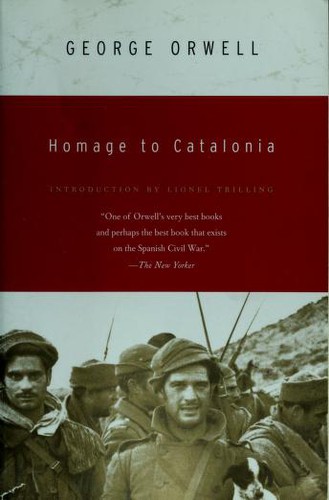 GEORGE ORWELL
Homage to Catalonia
INTRODUCTION BY LIONEL TRILLING
“One of Orwell’s very best books
and perhaps the best book that exists
on the Spanish Civil War.”
—The New Yorker